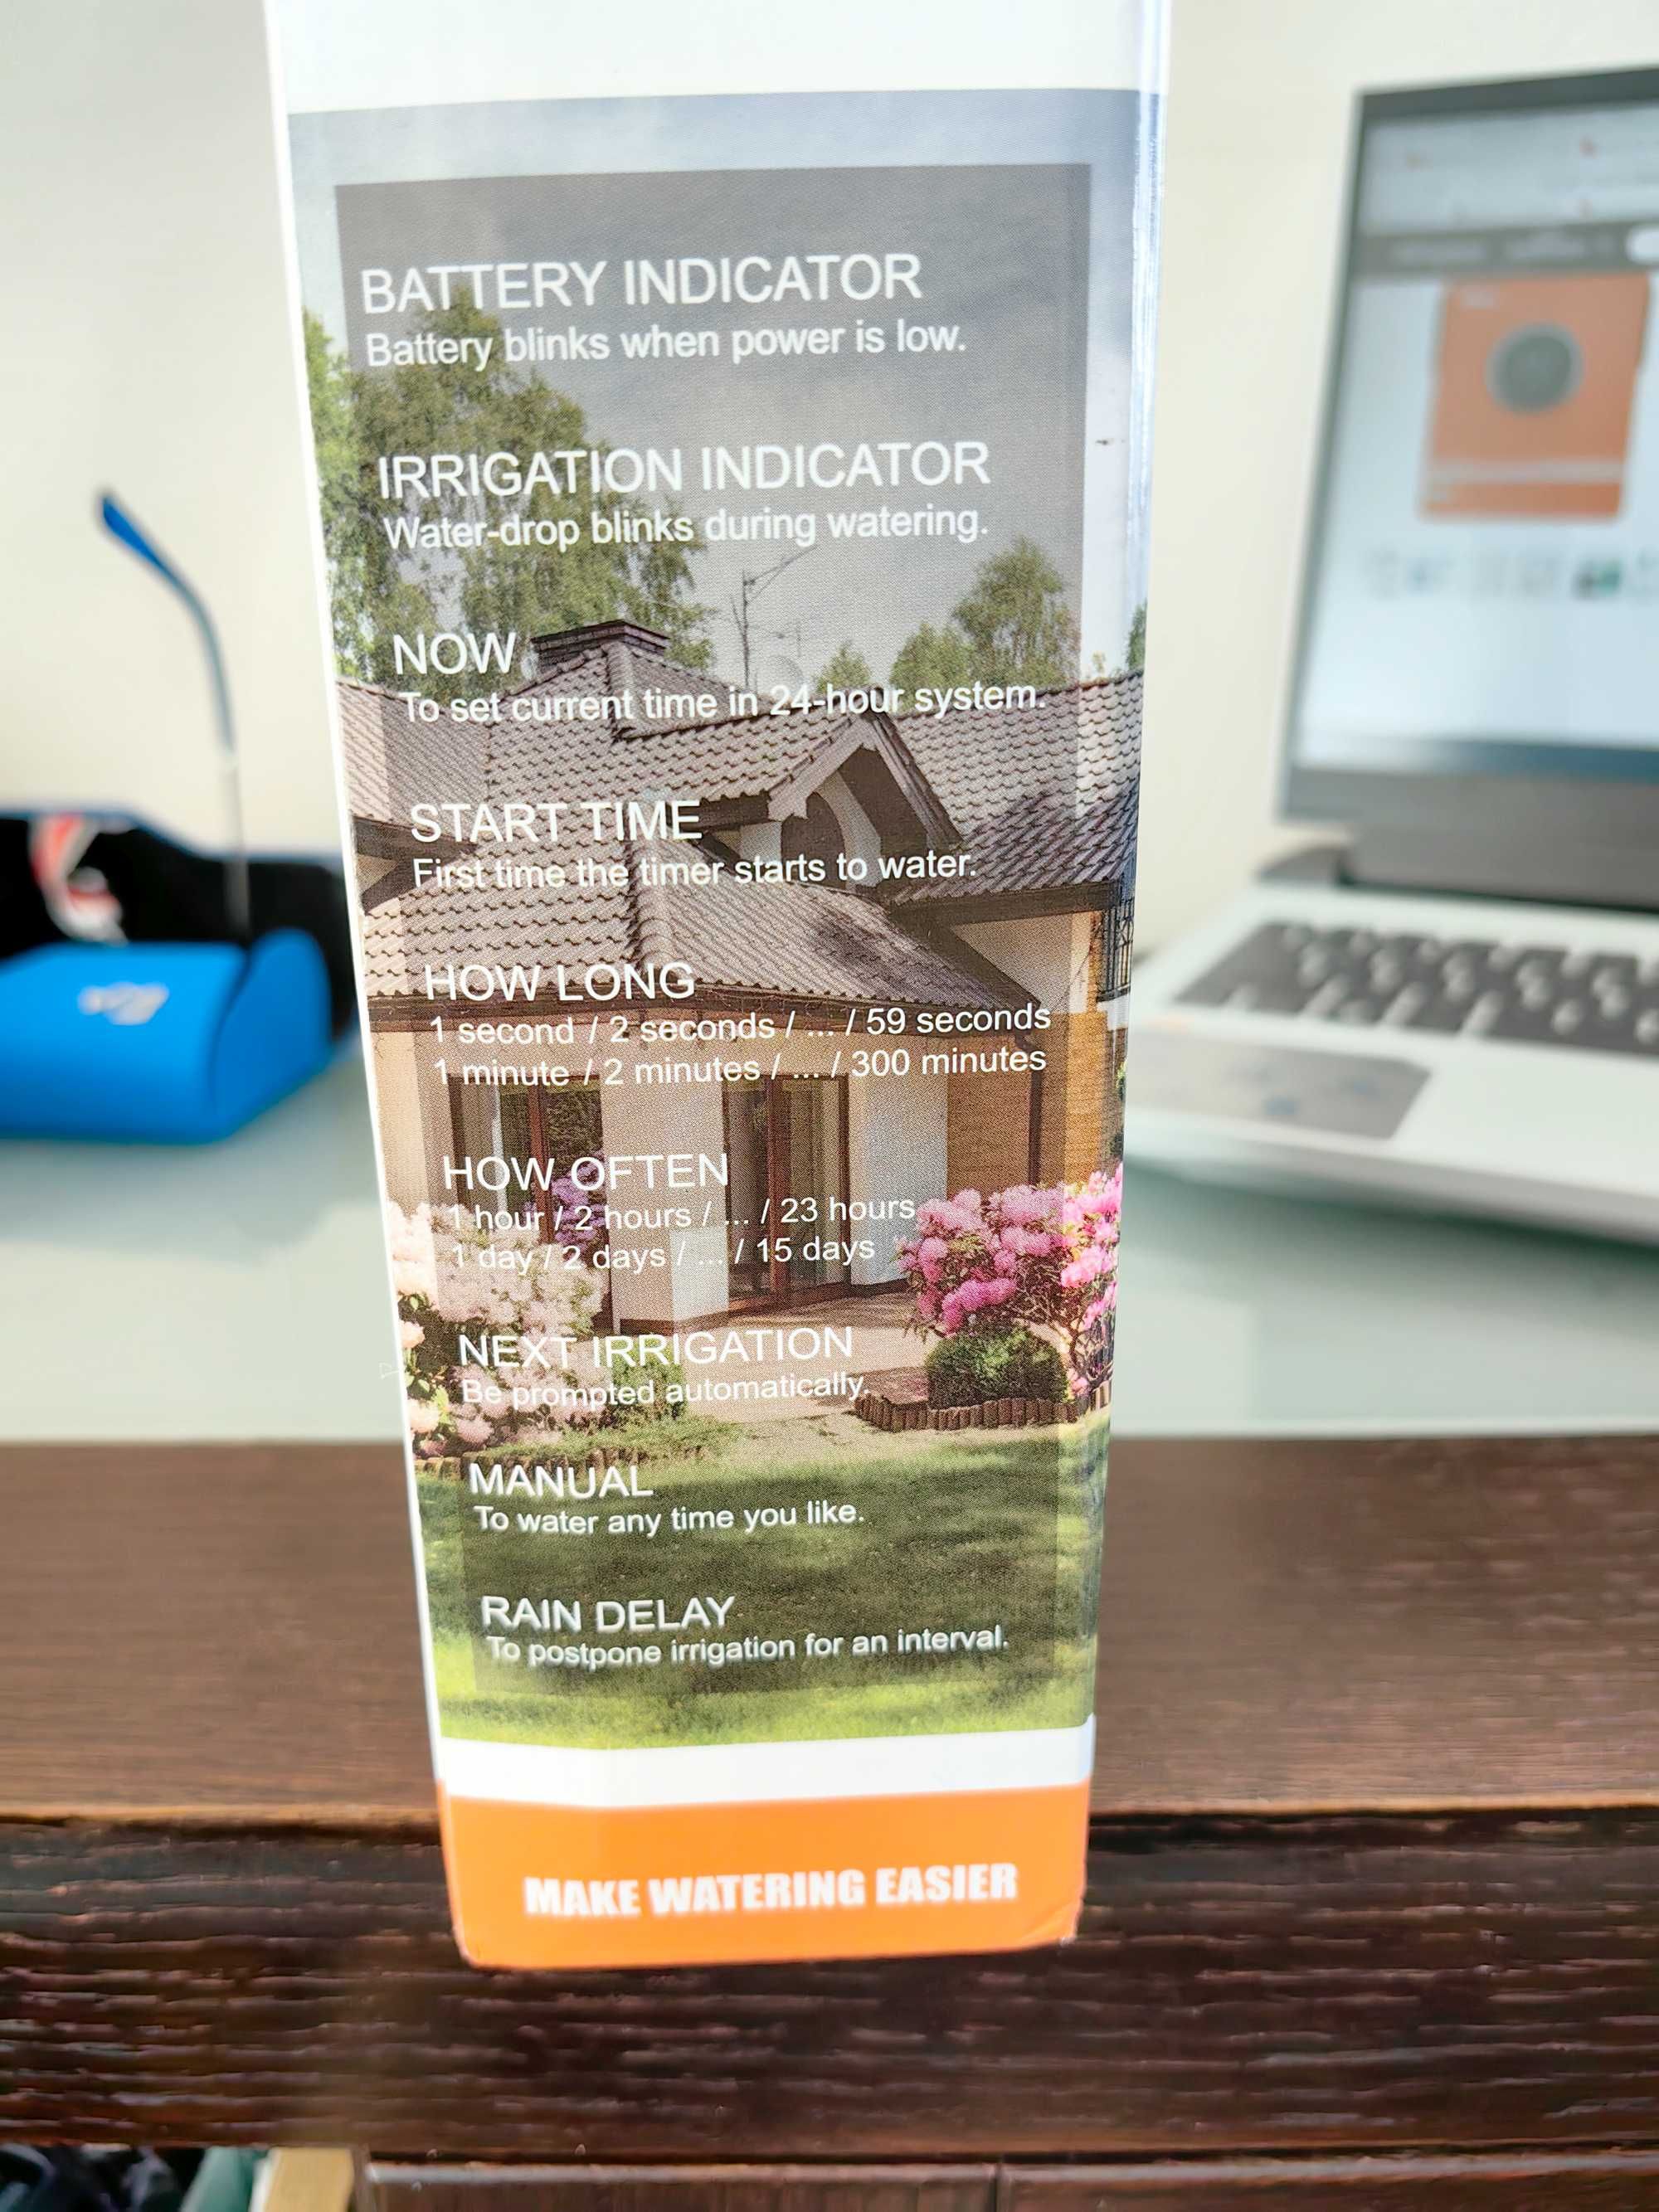 BATTERY INDICATOR
Battery blinks when power is low.
IRRIGATION INDICATOR
Water-drop blinks during watering.
NOW
To set current time in 24-hour system.
START TIME
First time the timer starts to water.
HOW LONG
1 second / 2 seconds / ... / 59 seconds
1 minute / 2 minutes / ... / 300 minutes
HOW OFTEN
1 hour / 2 hours / ... / 23 hours
1 day / 2 days / ... / 15 days
NEXT IRRIGATION
Be prompted automatically.
MANUAL
To water any time you like.
RAIN DELAY
To postpone irrigation for an interval.
MAKE WATERING EASIER